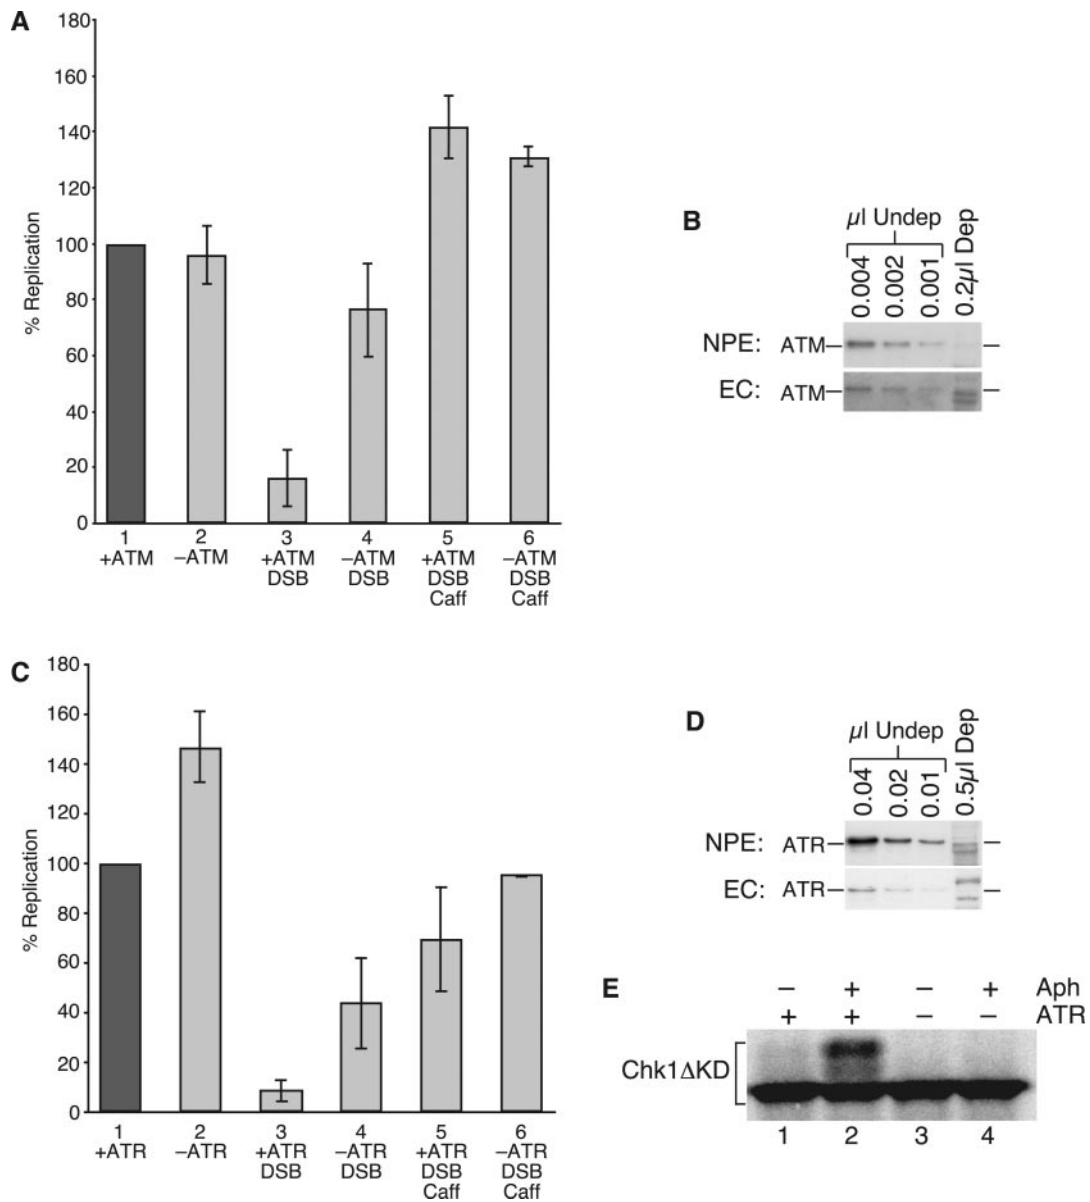 A
180
160
140
120
100
80
60
40
20
0
% Replication
1 2 3 4 5 6
+ATM –ATM +ATM –ATM +ATM –ATM
DSB DSB DSB DSB
Caff Caff
B
µl Undep
0.004 0.002 0.001 0.2µl Dep
NPE: ATM
EC: ATM
C
180
160
140
120
100
80
60
40
20
0
% Replication
1 2 3 4 5 6
+ATR –ATR +ATR –ATR +ATR –ATR
DSB DSB DSB DSB
Caff Caff
D
µl Undep
0.04 0.02 0.01 0.5µl Dep
NPE: ATR
EC: ATR
E
– + – + Aph
+ + – – ATR
Chk1ΔKD
1 2 3 4